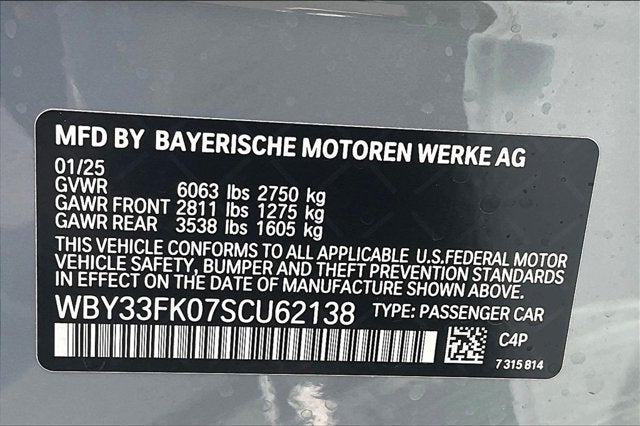 MFD BY BAYERISCHE MOTOREN WERKE AG
01/25
GVWR 6063 lbs 2750 kg
GAWR FRONT 2811 lbs 1275 kg
GAWR REAR 3538 lbs 1605 kg
THIS VEHICLE CONFORMS TO ALL APPLICABLE U.S.FEDERAL MOTOR
VEHICLE SAFETY, BUMPER AND THEFT PREVENTION STANDARDS
IN EFFECT ON THE DATE OF MANUFACTURE SHOWN ABOVE.
WBY33FK07SCU62138 TYPE: PASSENGER CAR
C4P
7 315 814